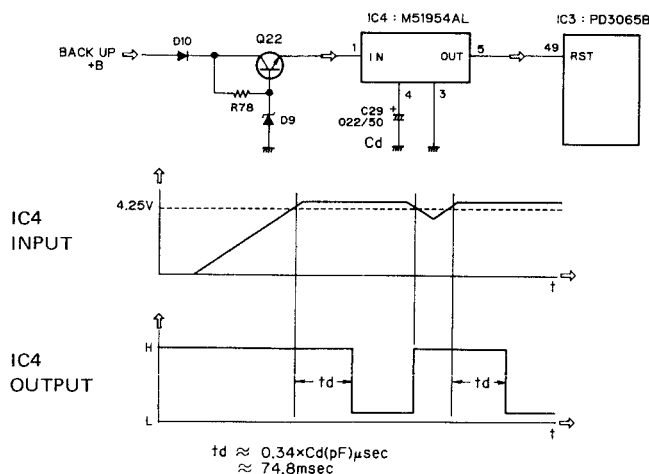 IC4 : M51954AL
IC3 : PD3065B
BACK UP
+B
D10
Q22
R78
D9
1
IN
OUT
5
4
3
C29
022/50
+
Cd
49
RST
IC4
INPUT
4.25V
t
IC4
OUTPUT
H
L
td
td
t
td ≈ 0.34×Cd(pF)μsec
≈ 74.8msec